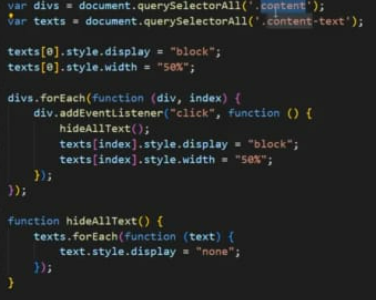 var divs = document.querySelectorAll('.content');
var texts = document.querySelectorAll('.content-text');
texts[0].style.display = "block";
texts[0].style.width = "50%";
divs.forEach(function (div, index) {
div.addEventListener("click", function () {
hideAllText();
texts[index].style.display = "block";
texts[index].style.width = "50%";
});
});
function hideAllText() {
texts.forEach(function (text) {
text.style.display = "none";
});
}